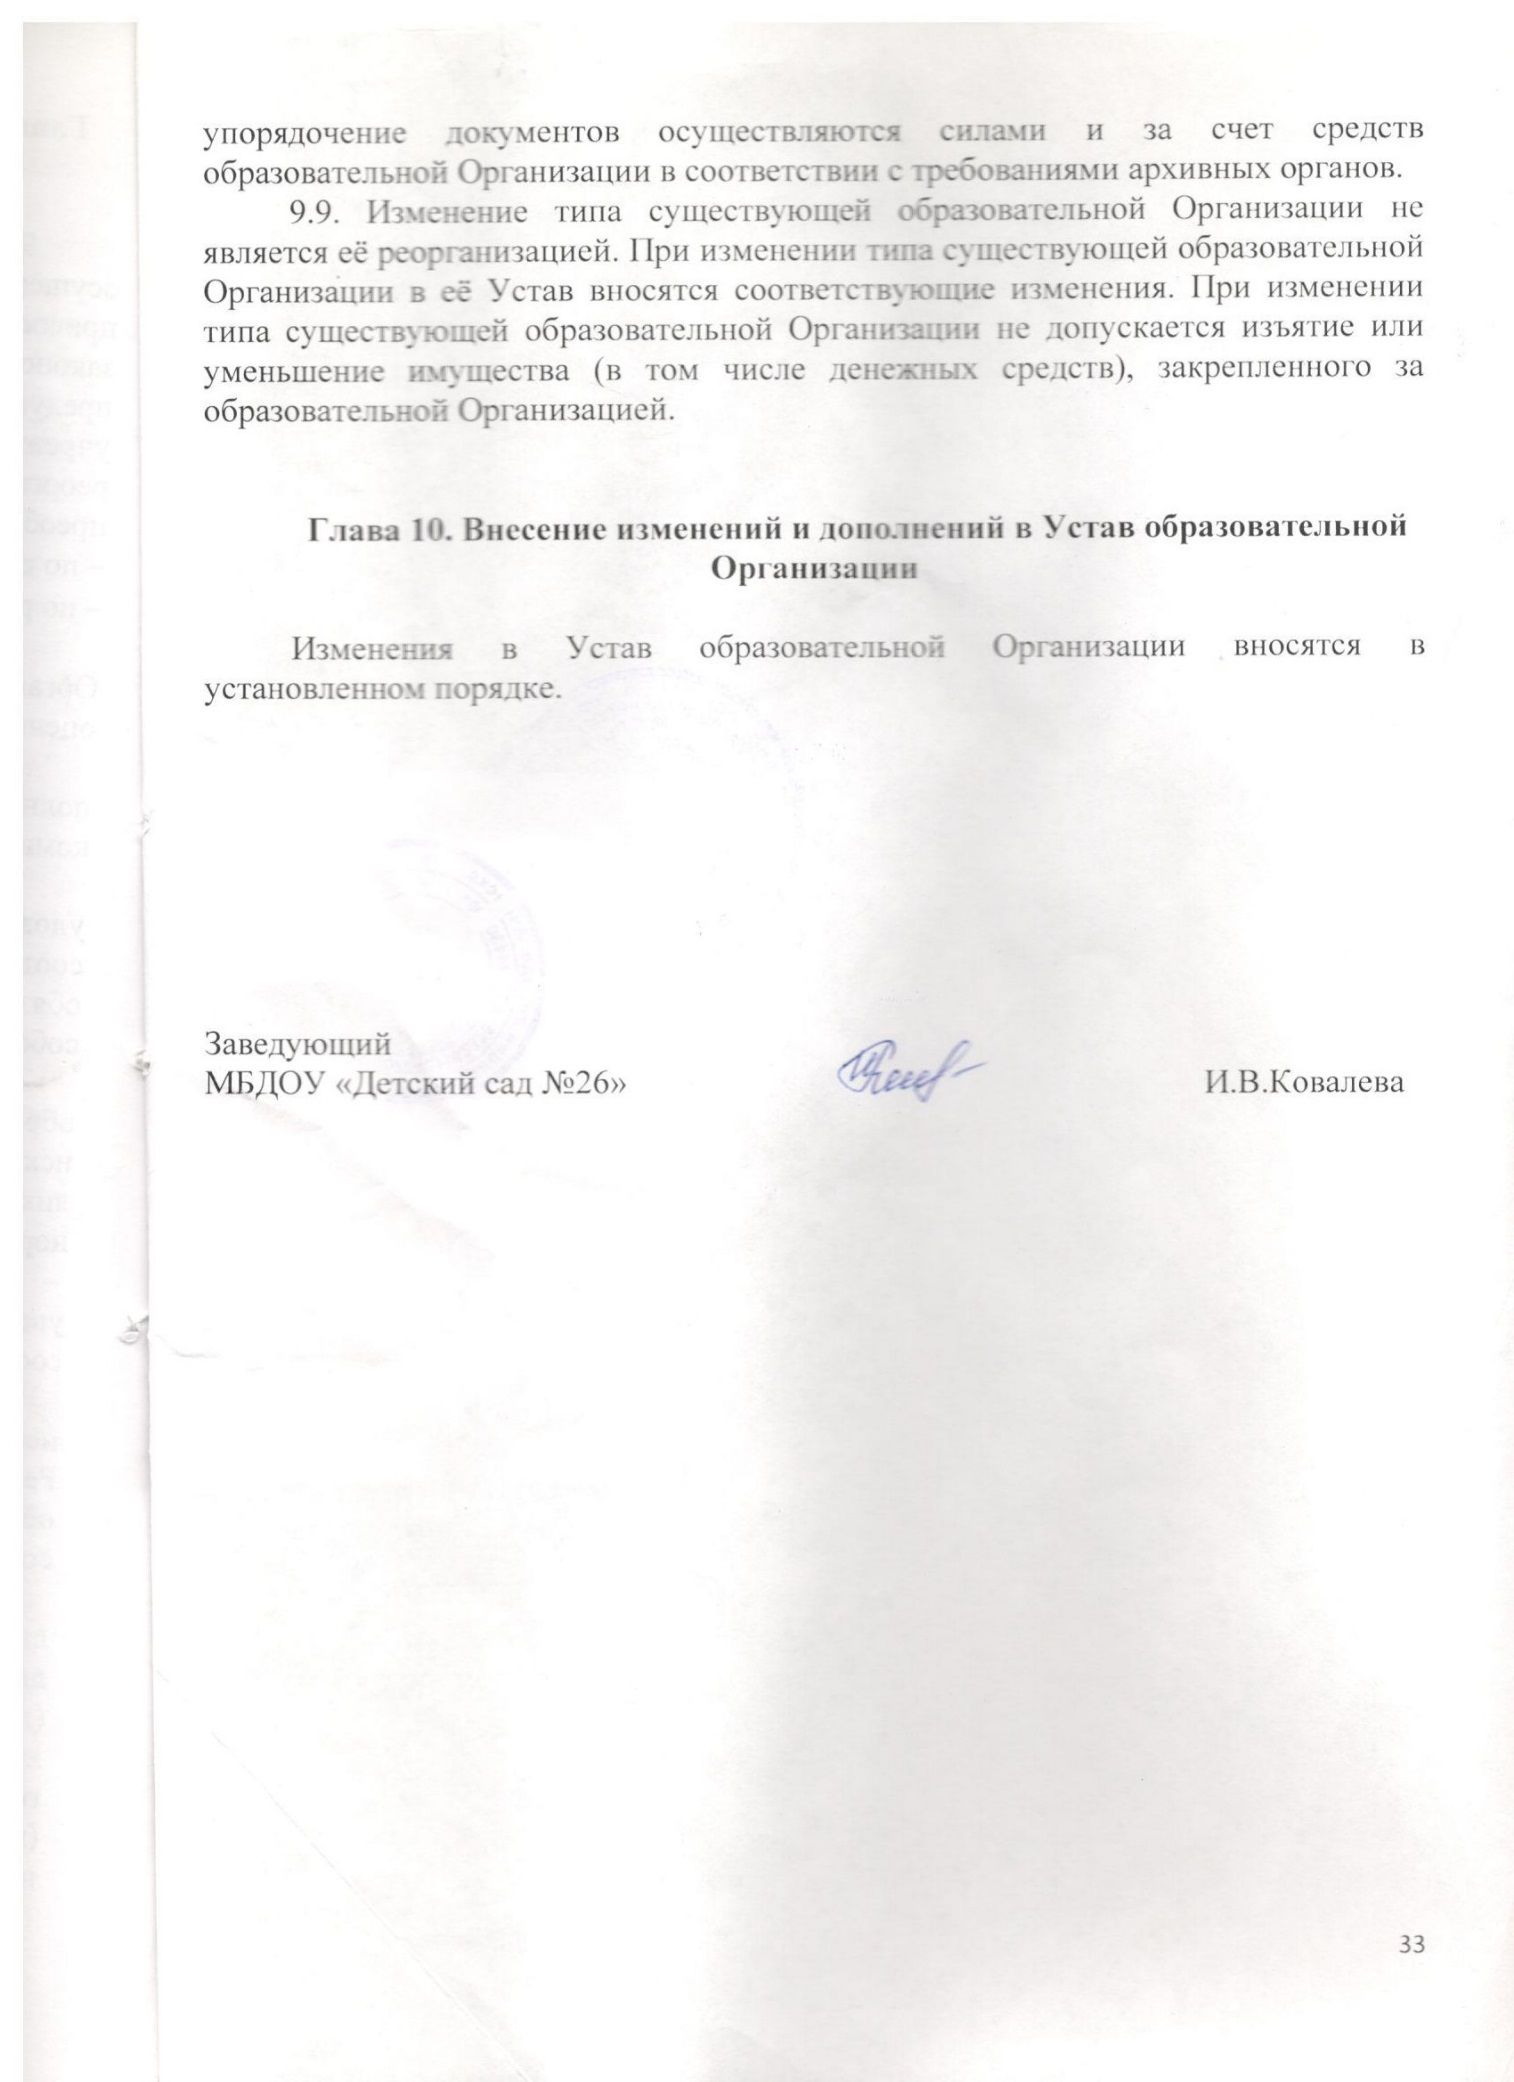 упорядочение документов осуществляются силами и за счет средств
образовательной Организации в соответствии с требованиями архивных органов.
9.9. Изменение типа существующей образовательной Организации не
является её реорганизацией. При изменении типа существующей образовательной
Организации в её Устав вносятся соответствующие изменения. При изменении
типа существующей образовательной Организации не допускается изъятие или
уменьшение имущества (в том числе денежных средств), закрепленного за
образовательной Организацией.
Глава 10. Внесение изменений и дополнений в Устав образовательной
Организации
Изменения в Устав образовательной Организации вносятся в
установленном порядке.
Заведующий
МБДОУ «Детский сад №26» И.В.Ковалева
33